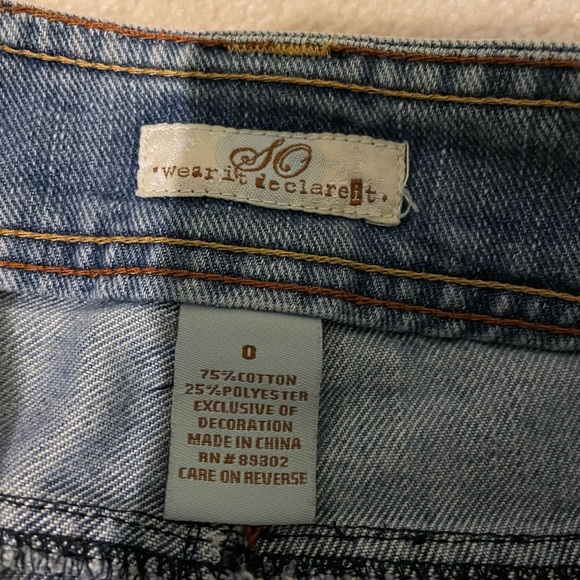 SO
·wear it declare it·
0
75%COTTON
25%POLYESTER
EXCLUSIVE OF
DECORATION
MADE IN CHINA
RN#89302
CARE ON REVERSE